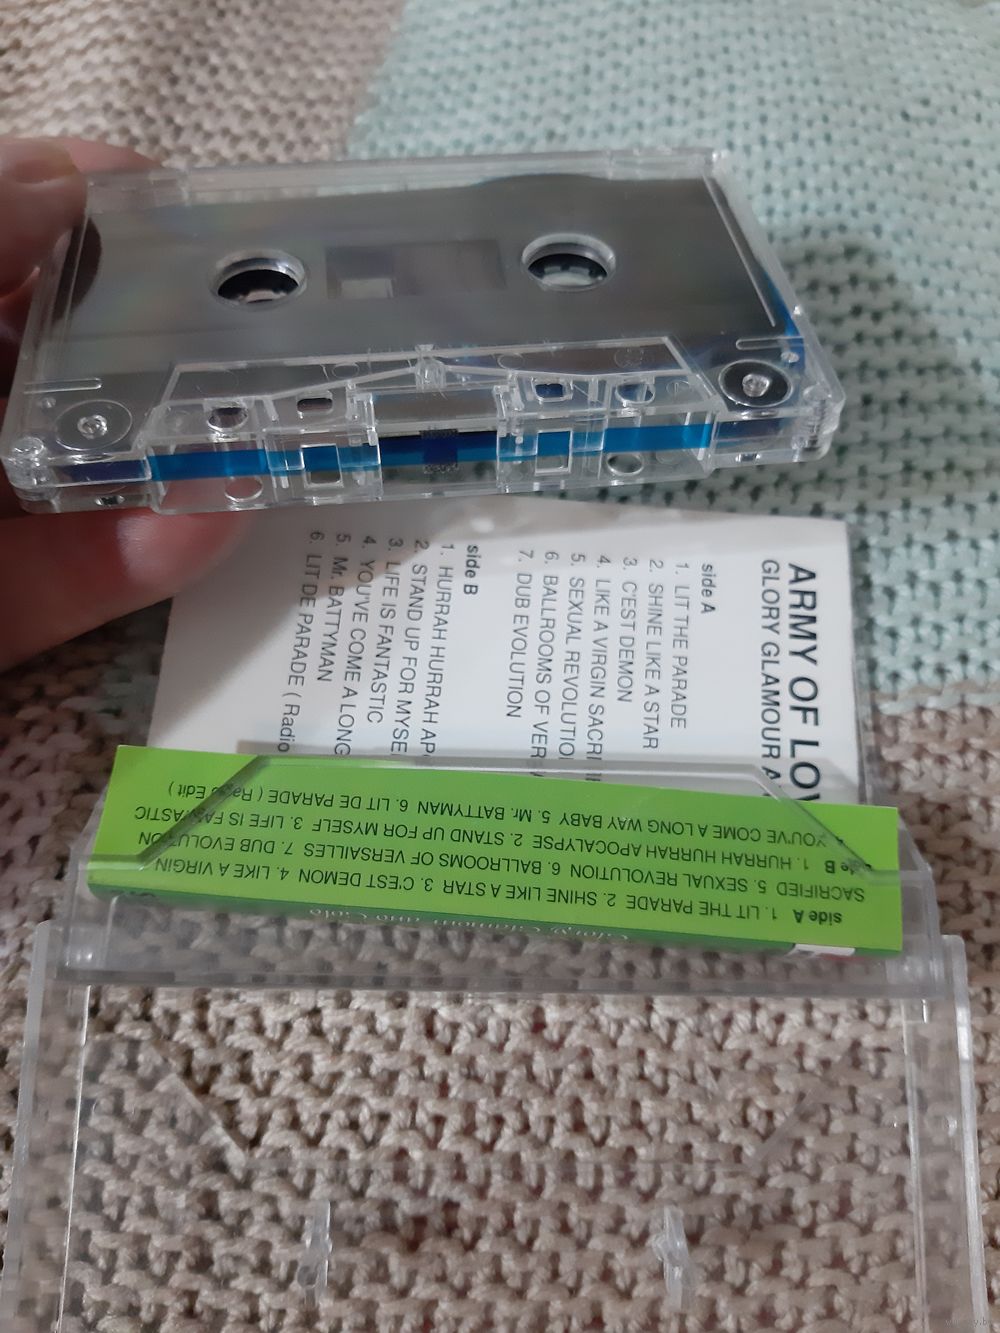 ARMY OF LOV
GLORY GLAMOUR A
side A
1. LIT THE PARADE
2. SHINE LIKE A STAR
3. C'EST DEMON
4. LIKE A VIRGIN SACRI
5. SEXUAL REVOLUTIO
6. BALLROOMS OF VER
7. DUB EVOLUTION
side B
1. HURRAH HURRAH AP
2. STAND UP FOR MYSE
3. LIFE IS FANTASTIC
4. YOU'VE COME A LONG
5. Mr. BATTYMAN
6. LIT DE PARADE ( Radio
side A 1. LIT THE PARADE 2. SHINE LIKE A STAR 3. C'EST DEMON 4. LIKE A VIRGIN
SACRIFIED 5. SEXUAL REVOLUTION 6. BALLROOMS OF VERSAILLES 7. DUB EVOLUTION
side B 1. HURRAH HURRAH APOCALYPSE 2. STAND UP FOR MYSELF 3. LIFE IS FANTASTIC
YOU'VE COME A LONG WAY BABY 5. Mr. BATTYMAN 6. LIT DE PARADE ( Radio Edit )
Glory Glamour and Gold